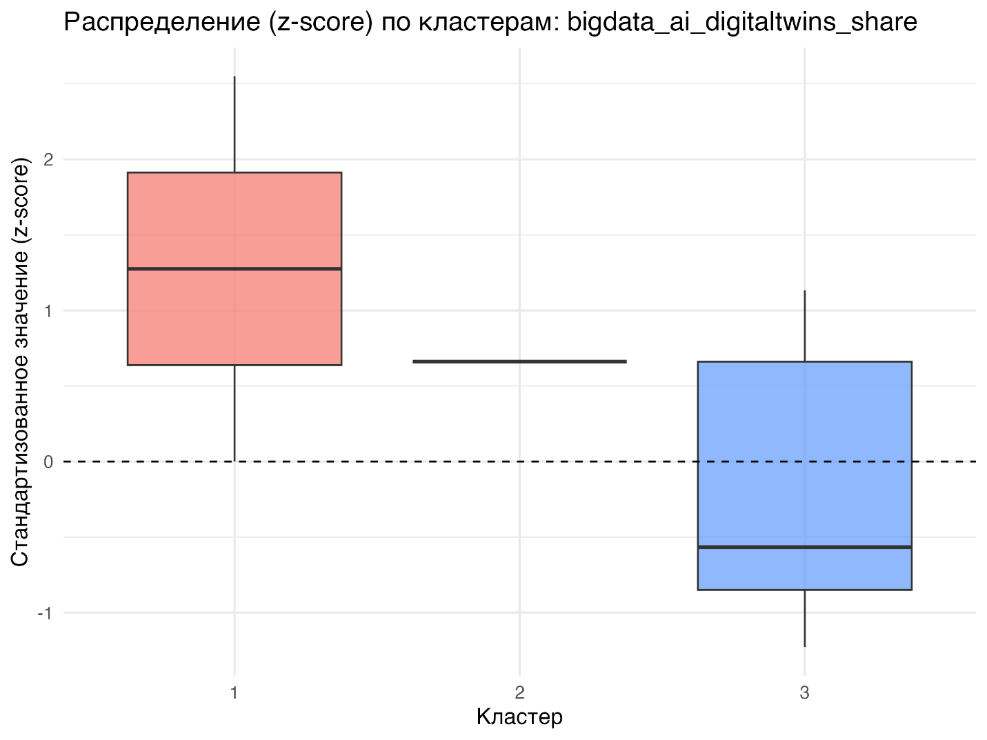 Распределение (z-score) по кластерам: bigdata_ai_digitaltwins_share
Стандартизованное значение (z-score)
2
1
0
-1
1
2
3
Кластер